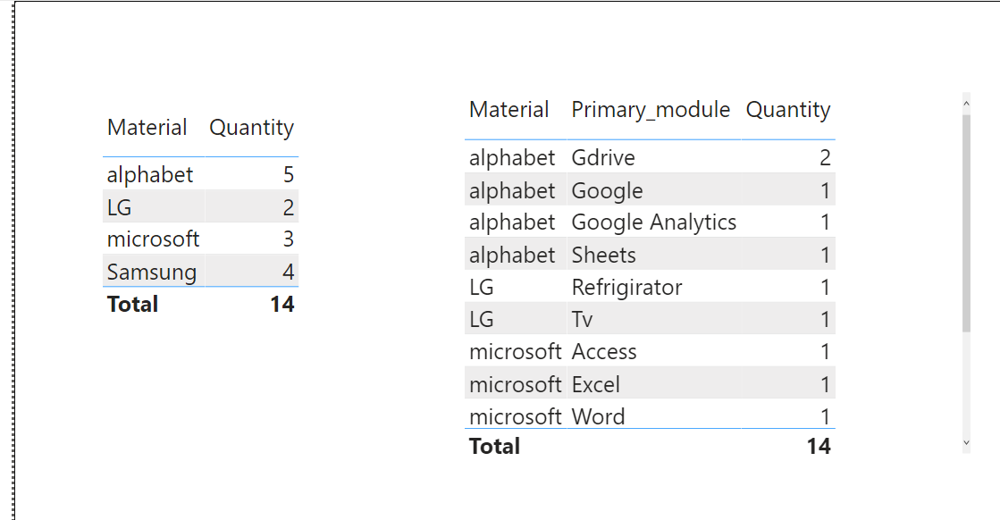 Material Quantity
alphabet 5
LG 2
microsoft 3
Samsung 4
Total 14
Material Primary_module Quantity
alphabet Gdrive 2
alphabet Google 1
alphabet Google Analytics 1
alphabet Sheets 1
LG Refrigirator 1
LG Tv 1
microsoft Access 1
microsoft Excel 1
microsoft Word 1
Total 14